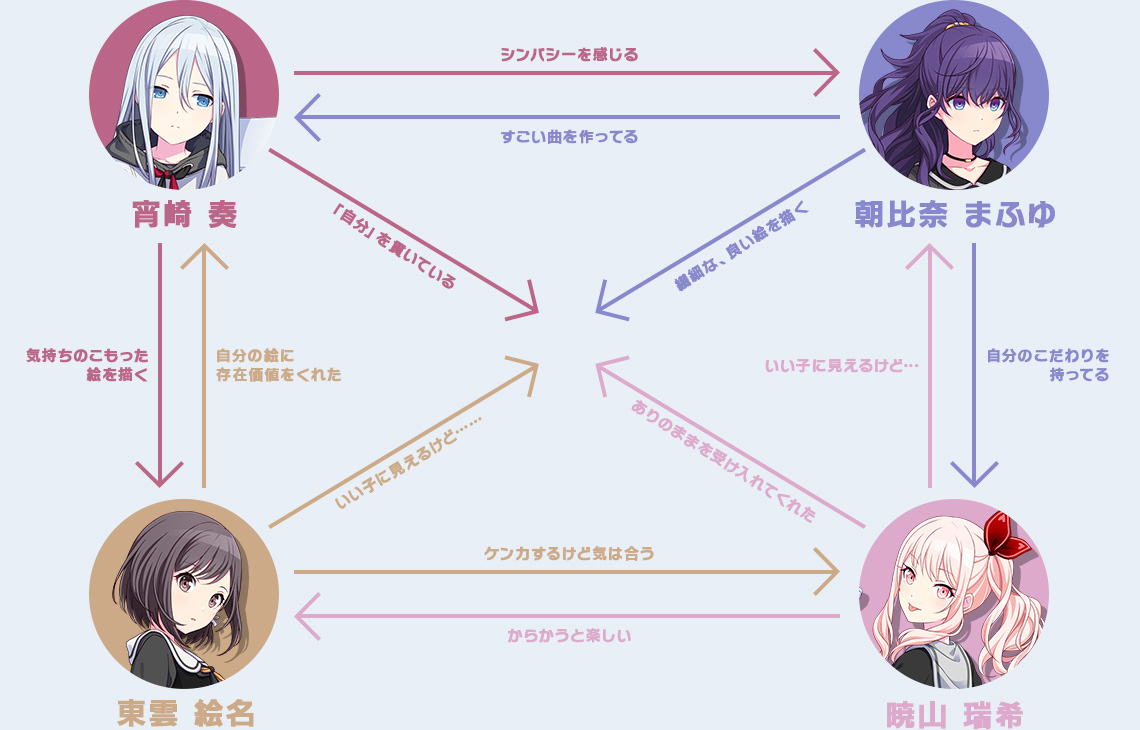 シンパシーを感じる
すごい曲を作ってる
宵崎 奏
朝比奈 まふゆ
「自分」を貫いている
繊細な、良い絵を描く
気持ちのこもった
絵を描く
自分の絵に
存在価値をくれた
いい子に見えるけど…
自分のこだわりを
持ってる
いい子に見えるけど……
ありのままを受け入れてくれた
ケンカするけど気は合う
からかうと楽しい
東雲 絵名
暁山 瑞希